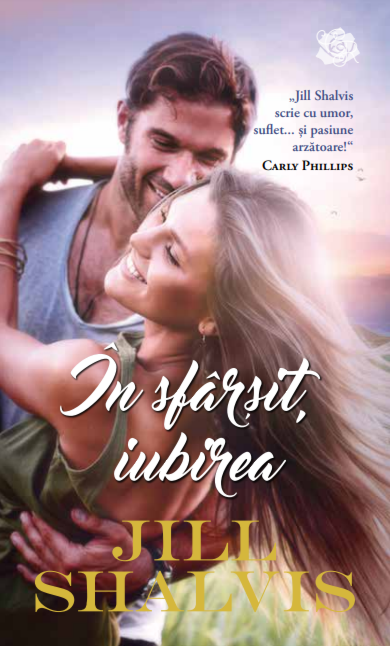 „Jill Shalvis
scrie cu umor,
suflet... și pasiune
arzătoare!“
Carly Phillips
În sfârșit,
iubirea
JILL
SHALVIS